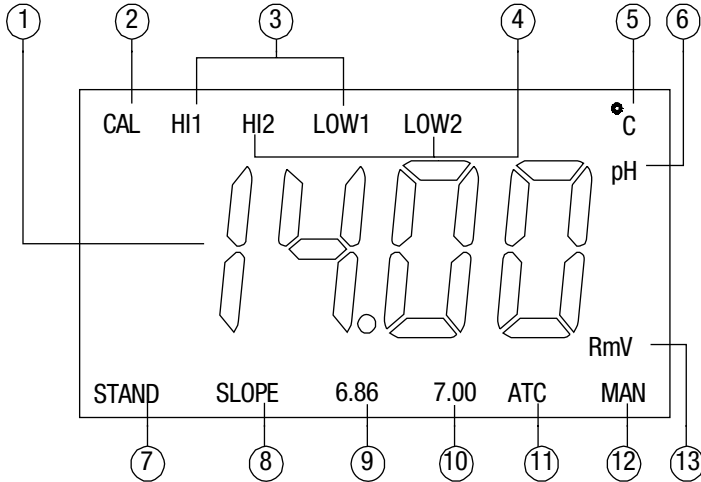 1 2 3 4 5 6
CAL HI1 HI2 LOW1 LOW2 °C
pH
14.00
RmV
STAND SLOPE 6.86 7.00 ATC MAN
7 8 9 10 11 12 13